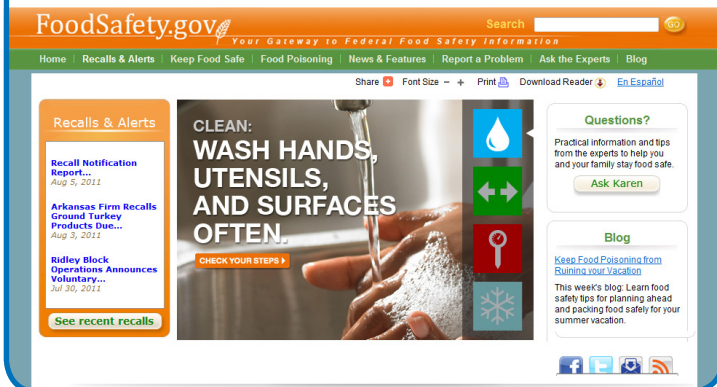 FoodSafety.gov
Search
GO
Your Gateway to Federal Food Safety Information
Home | Recalls & Alerts | Keep Food Safe | Food Poisoning | News & Features | Report a Problem | Ask the Experts | Blog
Share Font Size − + Print Download Reader En Español
Recalls & Alerts
Recall Notification
Report...
Aug 5, 2011
Arkansas Firm Recalls
Ground Turkey
Products Due...
Aug 3, 2011
Ridley Block
Operations Announces
Voluntary...
Jul 30, 2011
See recent recalls
CLEAN:
WASH HANDS,
UTENSILS,
AND SURFACES
OFTEN.
CHECK YOUR STEPS
Questions?
Practical information and tips
from the experts to help you
and your family stay food safe.
Ask Karen
Blog
Keep Food Poisoning from
Ruining your Vacation
This week's blog: Learn food
safety tips for planning ahead
and packing food safely for your
summer vacation.